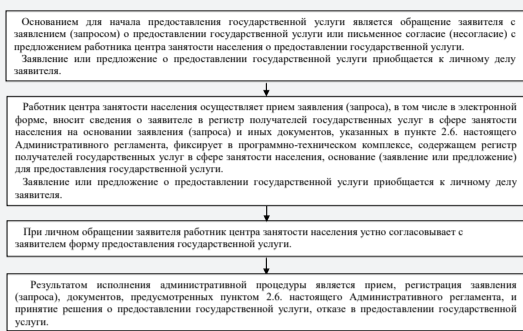 Основанием для начала предоставления государственной услуги является обращение заявителя с
заявлением (запросом) о предоставлении государственной услуги или письменное согласие (несогласие) с
предложением работника центра занятости населения о предоставлении государственной услуги.
Заявление или предложение о предоставлении государственной услуги приобщается к личному делу
заявителя.
Работник центра занятости населения осуществляет прием заявления (запроса), в том числе в электронной
форме, вносит сведения о заявителе в регистр получателей государственных услуг в сфере занятости
населения на основании заявления (запроса) и иных документов, указанных в пункте 2.6. настоящего
Административного регламента, фиксирует в программно-техническом комплексе, содержащем регистр
получателей государственных услуг в сфере занятости населения, основание (заявление или предложение)
для предоставления государственной услуги.
Заявление или предложение о предоставлении государственной услуги приобщается к личному делу
заявителя.
При личном обращении заявителя работник центра занятости населения устно согласовывает с
заявителем форму предоставления государственной услуги.
Результатом исполнения административной процедуры является прием, регистрация заявления
(запроса), документов, предусмотренных пунктом 2.6. настоящего Административного регламента, и
принятие решения о предоставлении государственной услуги, отказе в предоставлении государственной
услуги.